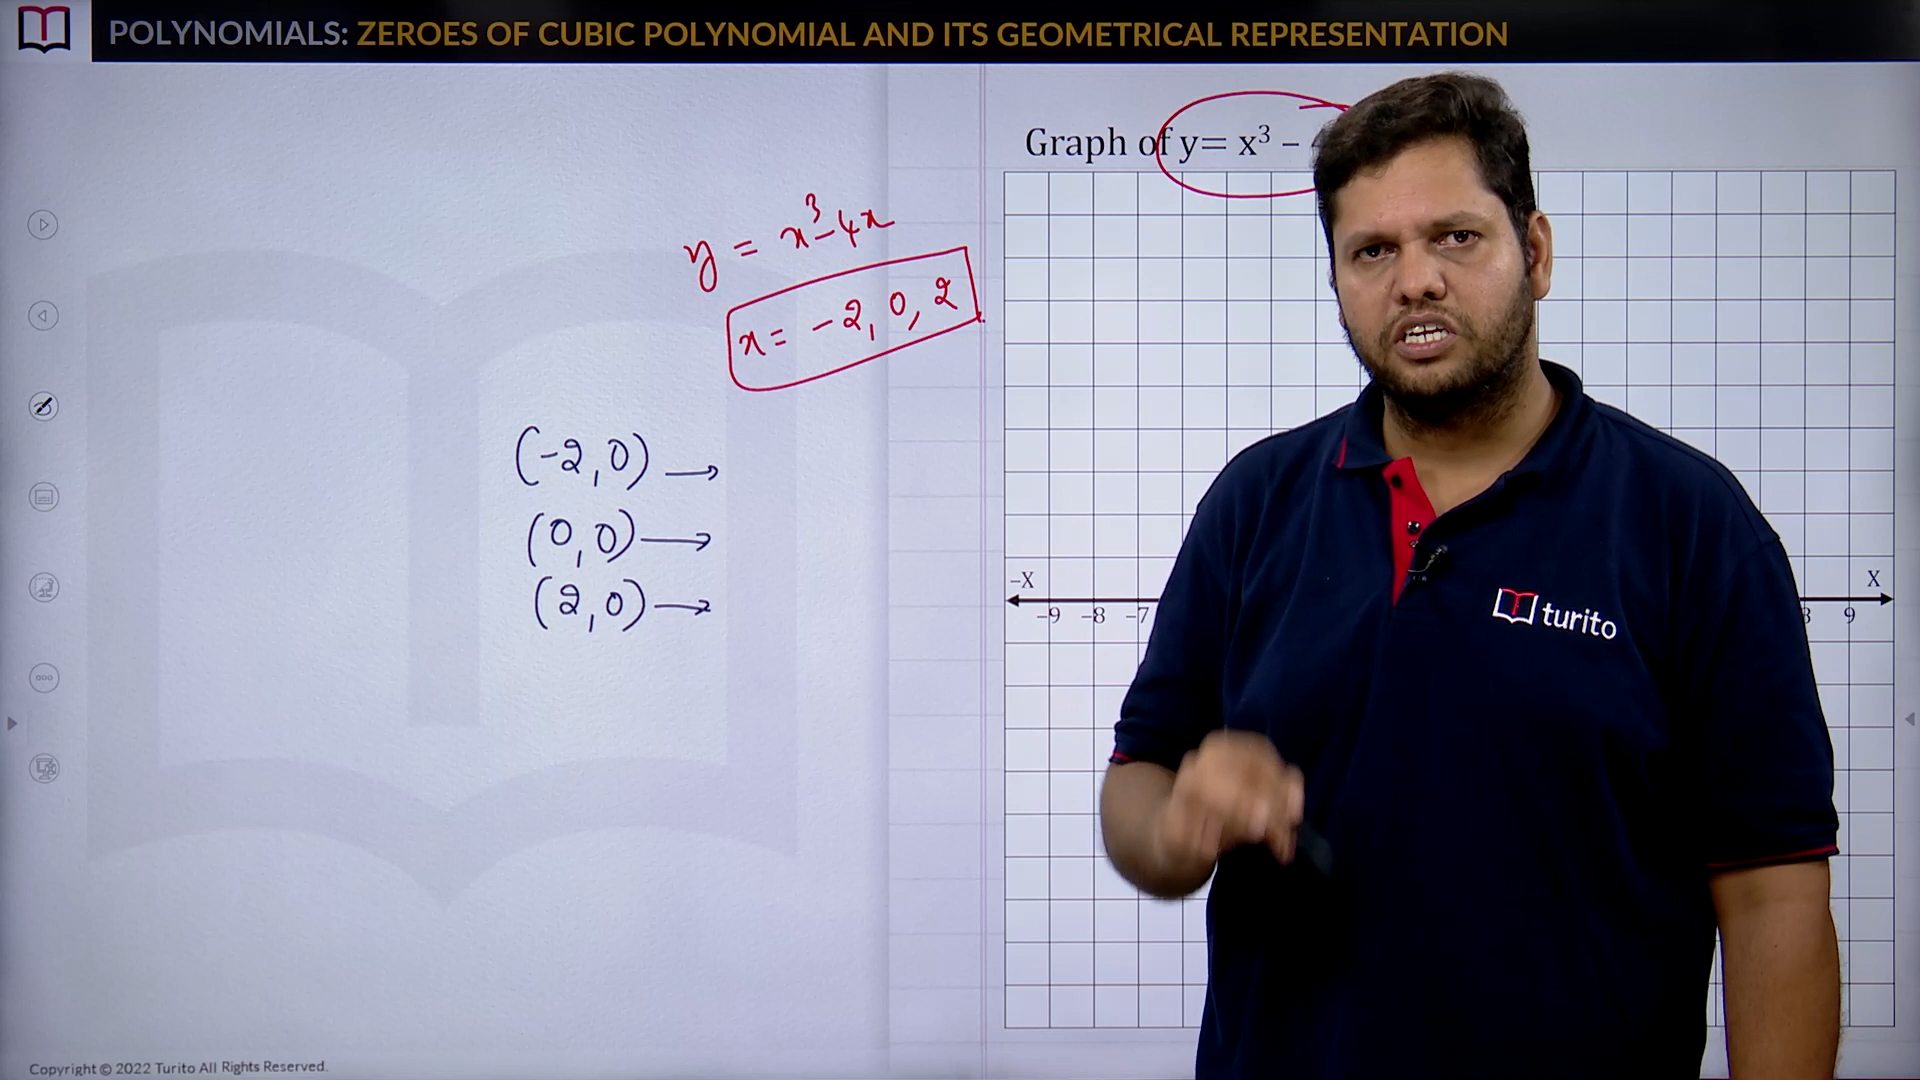 POLYNOMIALS: ZEROES OF CUBIC POLYNOMIAL AND ITS GEOMETRICAL REPRESENTATION
Graph of y= x³ –
y = x³-4x
x = -2, 0, 2
(-2,0) →
(0,0) →
(2,0) →
–X X
–9 –8 –7 9
turito
Copyright © 2022 Turito All Rights Reserved.